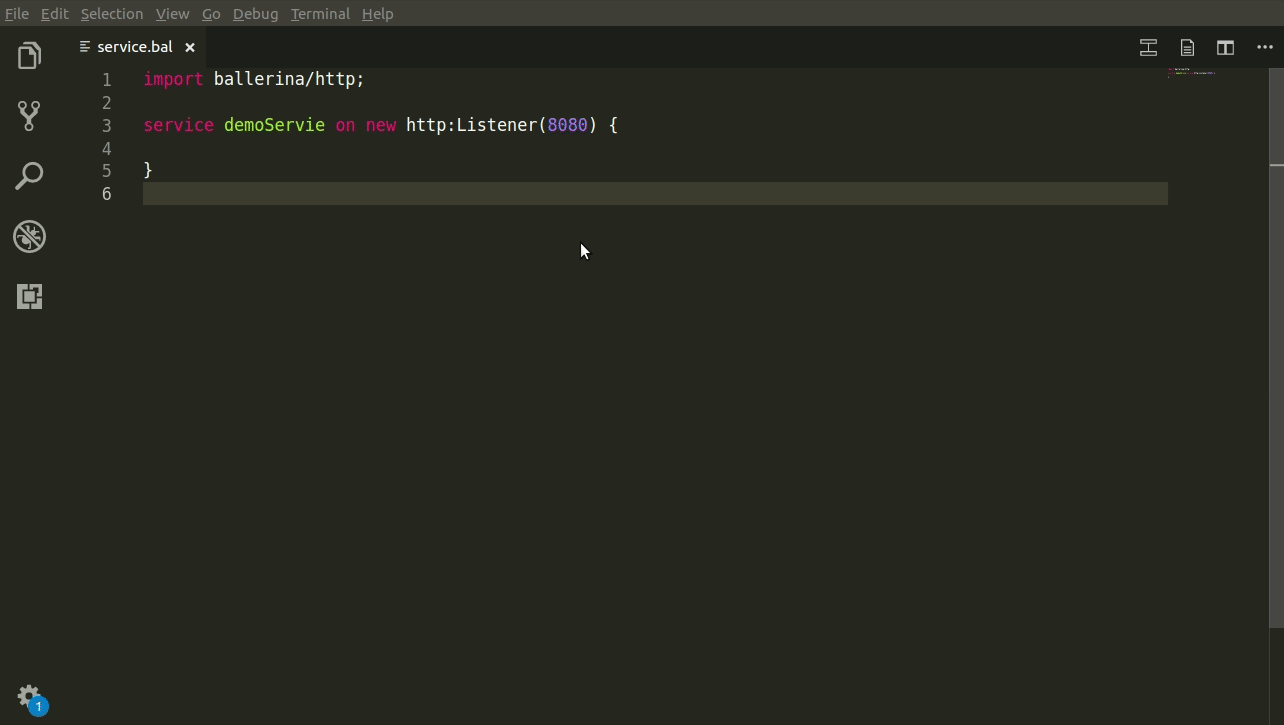 File Edit Selection View Go Debug Terminal Help
service.bal
1 import ballerina/http;
2
3 service demoServie on new http:Listener(8080) {
4
5 }
6
1